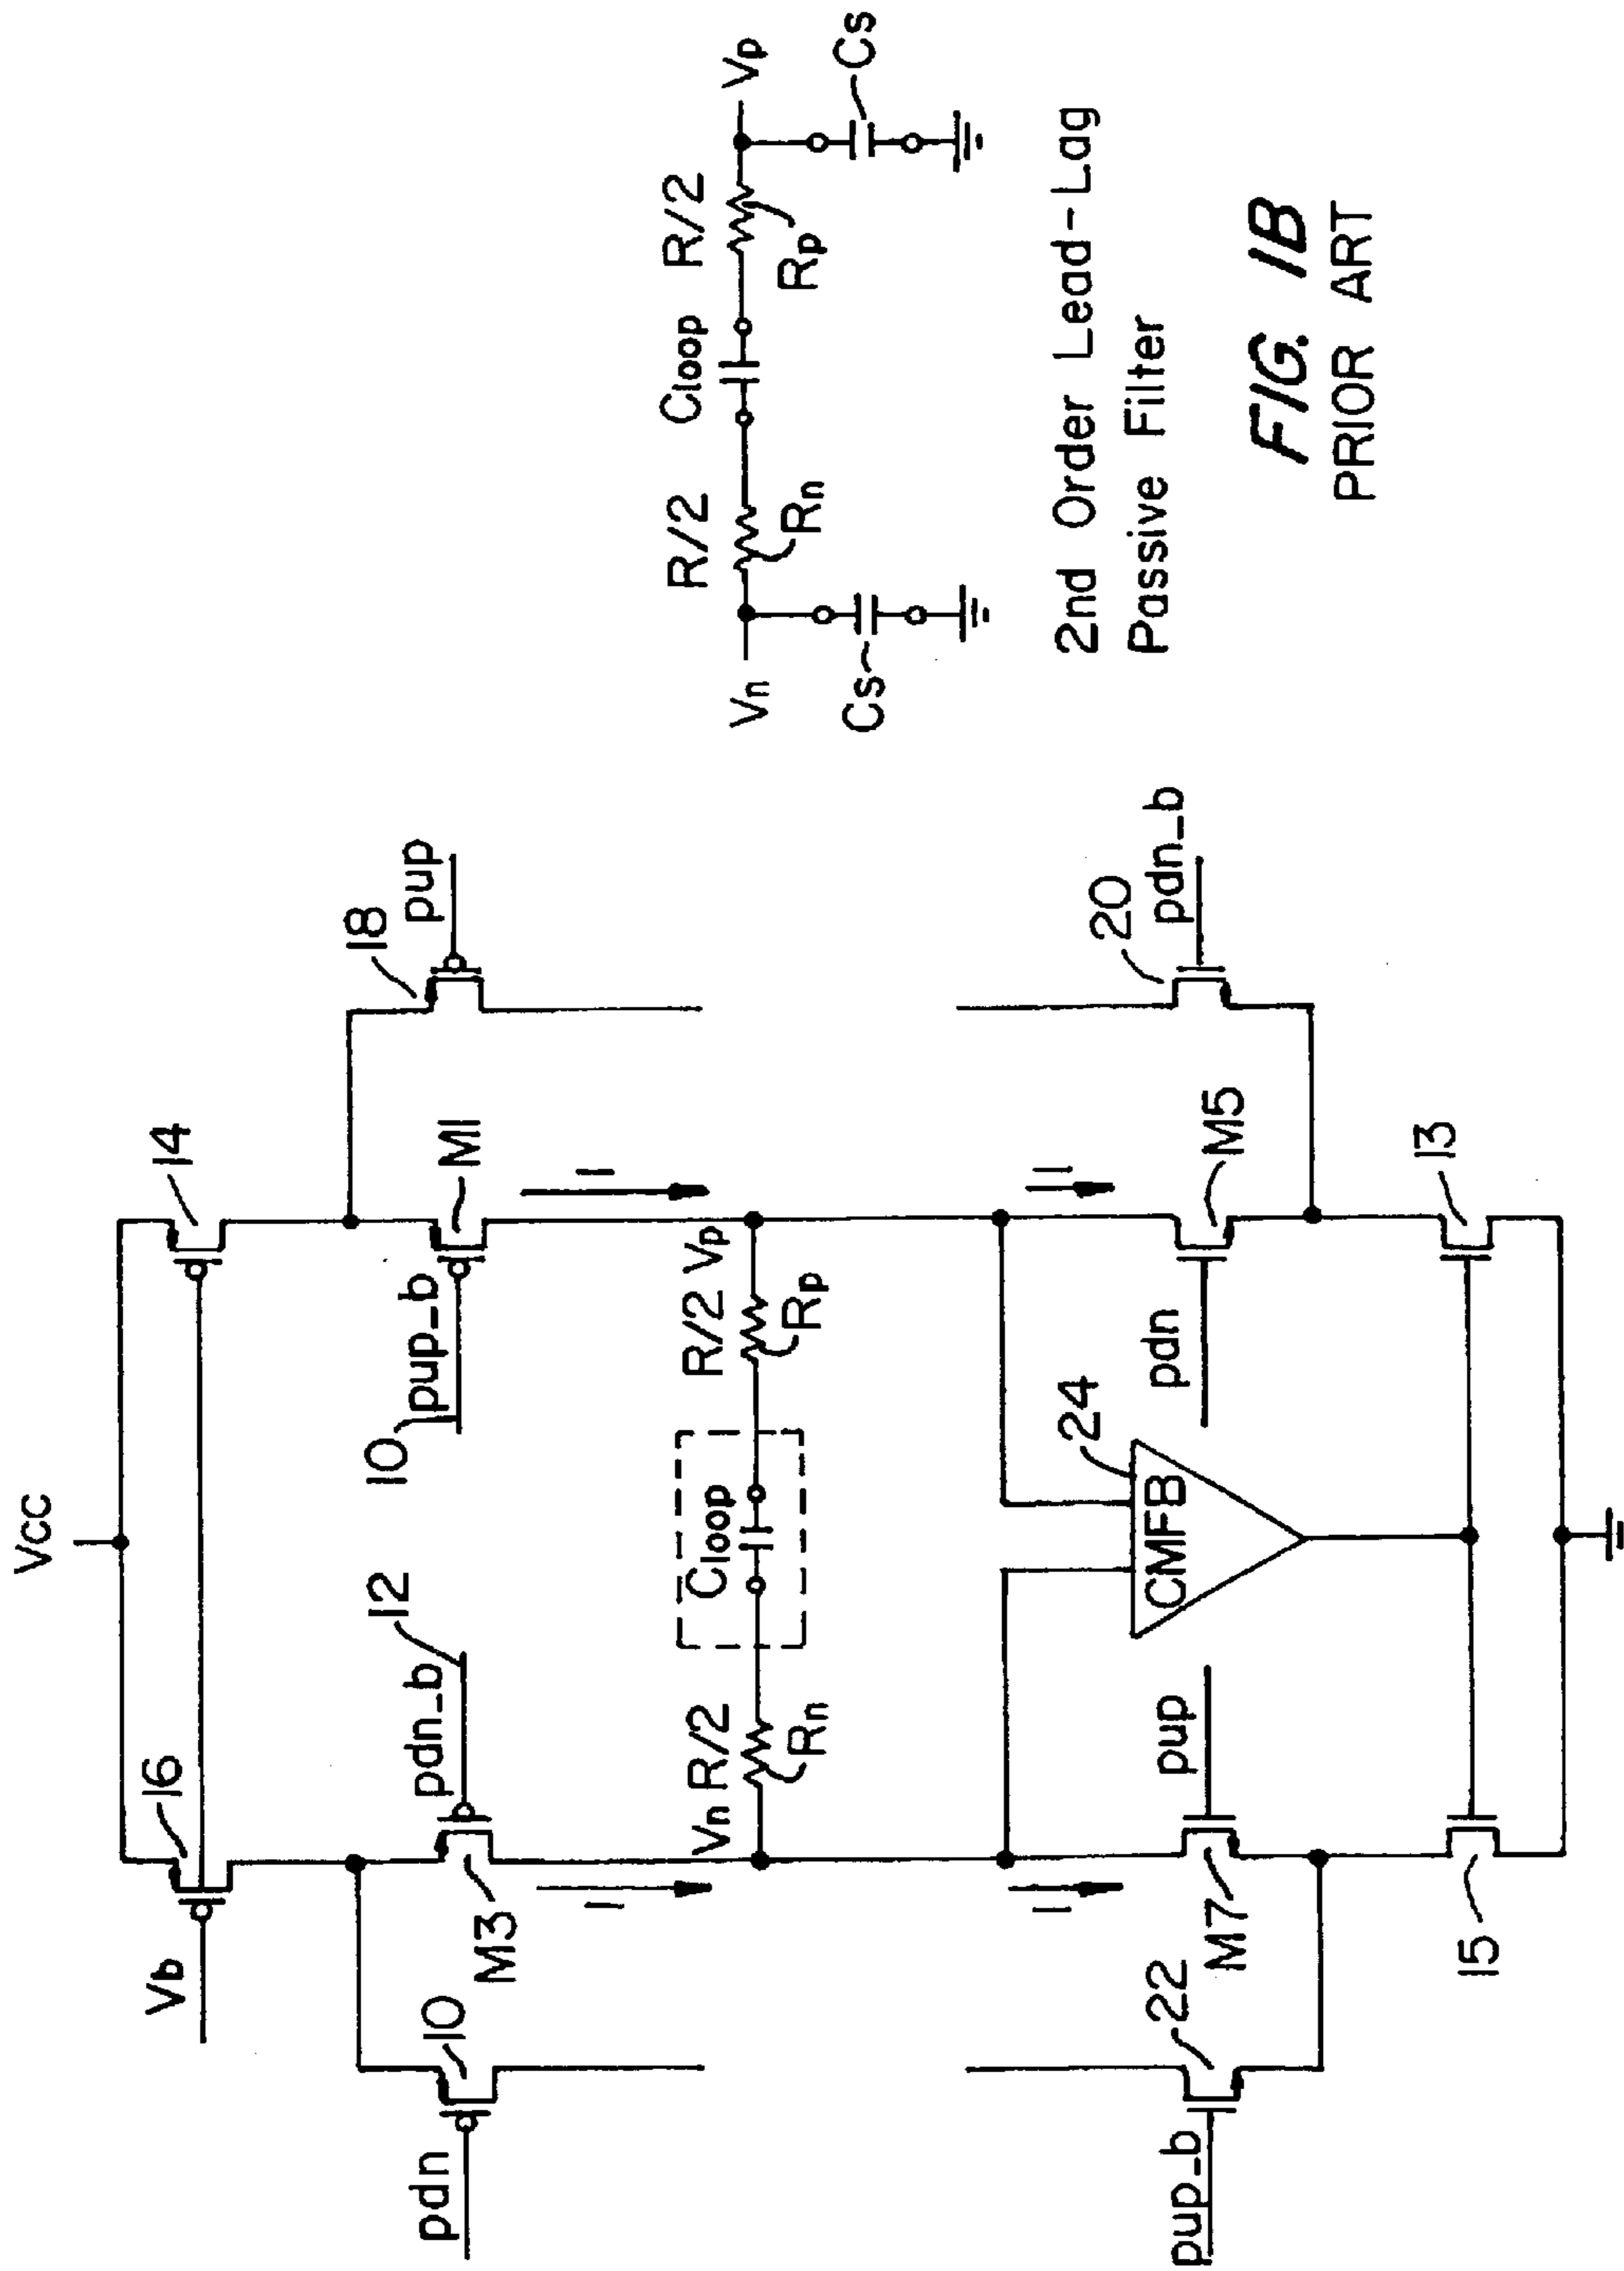 Vcc
Vb
16
14
pdn
10
M3
pdn_b
12
10
pup_b
M1
18
pup
I
I
Vn R/2
Rn
Cloop
R/2 Vp
Rp
I
I
pup_b
22
M7
pup
CMFB
24
pdn
M5
20
pdn_b
15
13
Vn
R/2
Rn
Cloop
R/2
Rp
Vp
Cs
Cs
2nd Order Lead-Lag
Passive Filter
FIG. 1B
PRIOR ART